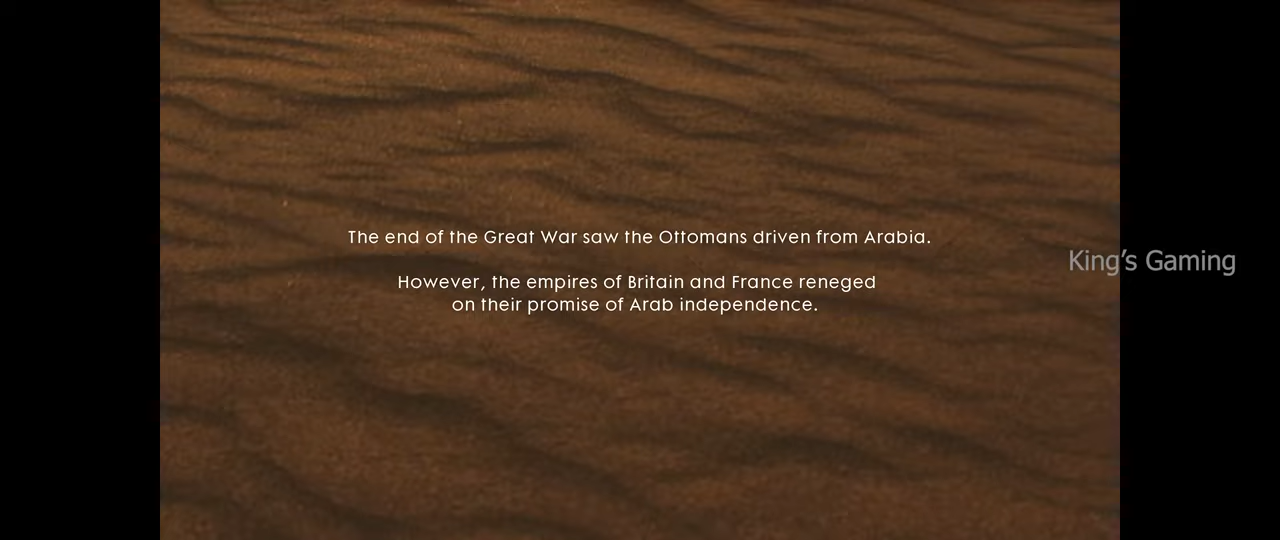 The end of the Great War saw the Ottomans driven from Arabia.
King's Gaming
However, the empires of Britain and France reneged
on their promise of Arab independence.